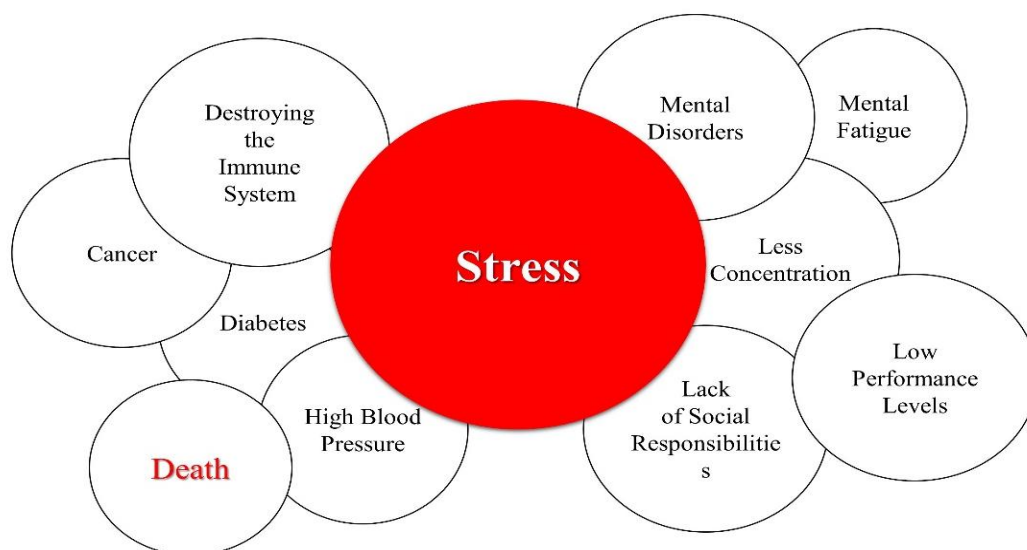 Destroying
the
Immune
System
Cancer
Diabetes
High Blood
Pressure
Death
Stress
Mental
Disorders
Mental
Fatigue
Less
Concentration
Low
Performance
Levels
Lack
of Social
Responsibilitie
s